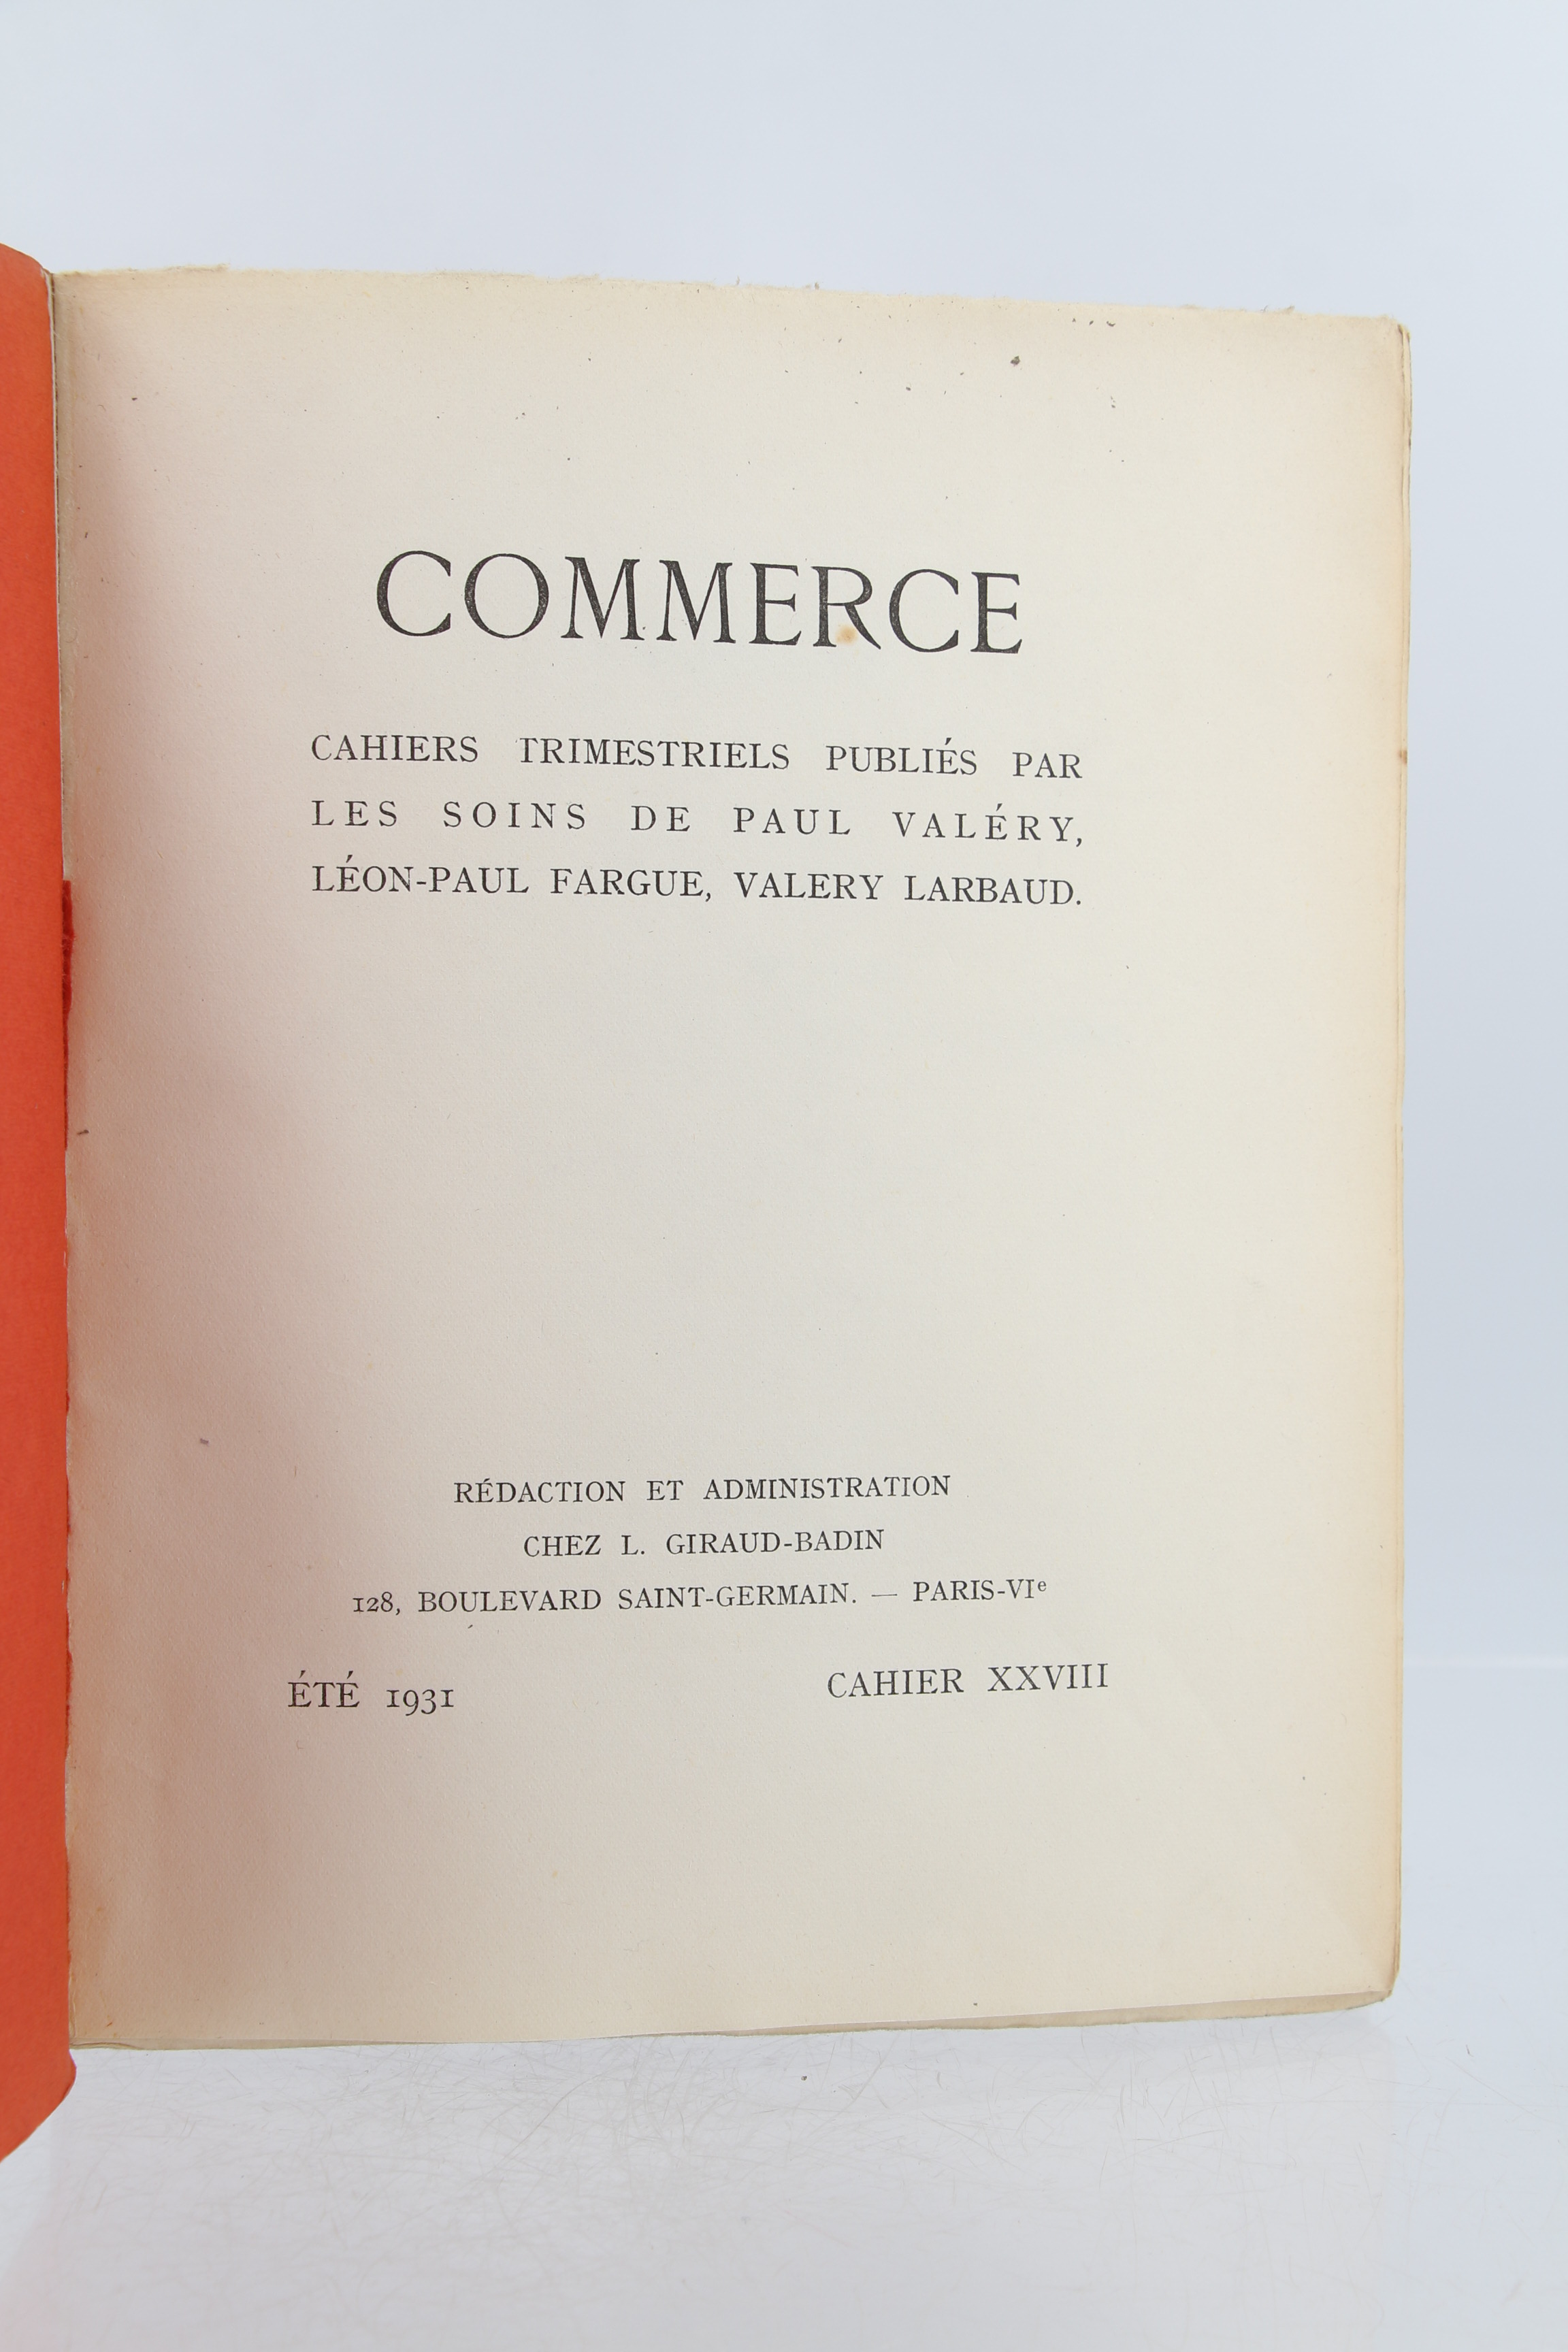 COMMERCE
CAHIERS TRIMESTRIELS PUBLIÉS PAR
LES SOINS DE PAUL VALÉRY,
LÉON-PAUL FARGUE, VALERY LARBAUD.
RÉDACTION ET ADMINISTRATION
CHEZ L. GIRAUD-BADIN
128, BOULEVARD SAINT-GERMAIN. — PARIS-VIᵉ
ÉTÉ 1931 CAHIER XXVIII